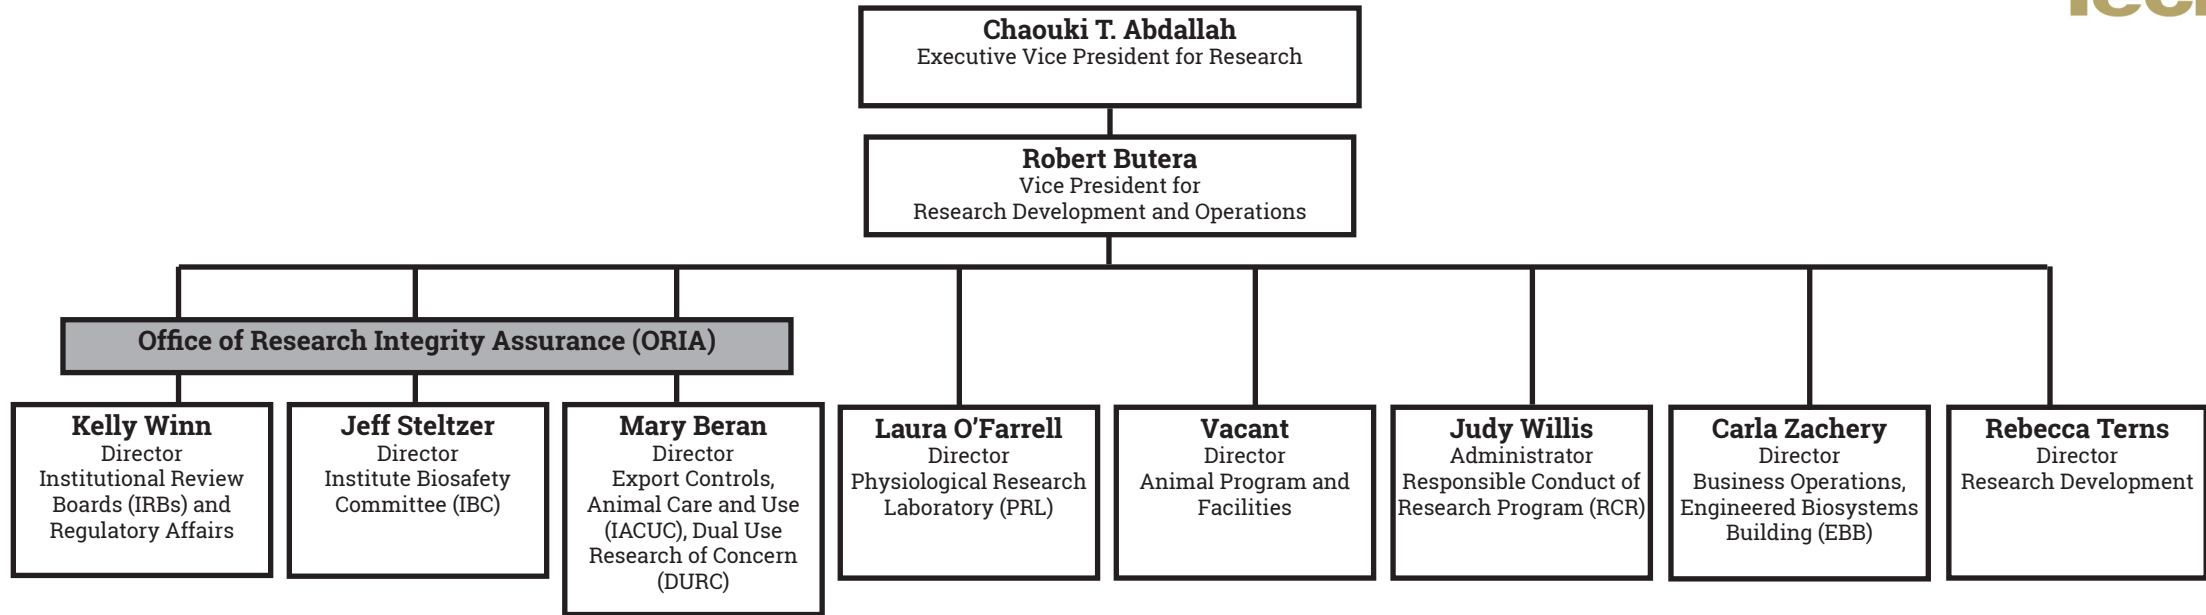 Chaouki T. Abdallah
Executive Vice President for Research
Robert Butera
Vice President for
Research Development and Operations
Office of Research Integrity Assurance (ORIA)
Kelly Winn
Director
Institutional Review
Boards (IRBs) and
Regulatory Affairs
Jeff Steltzer
Director
Institute Biosafety
Committee (IBC)
Mary Beran
Director
Export Controls,
Animal Care and Use
(IACUC), Dual Use
Research of Concern
(DURC)
Laura O’Farrell
Director
Physiological Research
Laboratory (PRL)
Vacant
Director
Animal Program and
Facilities
Judy Willis
Administrator
Responsible Conduct of
Research Program (RCR)
Carla Zachery
Director
Business Operations,
Engineered Biosystems
Building (EBB)
Rebecca Terns
Director
Research Development